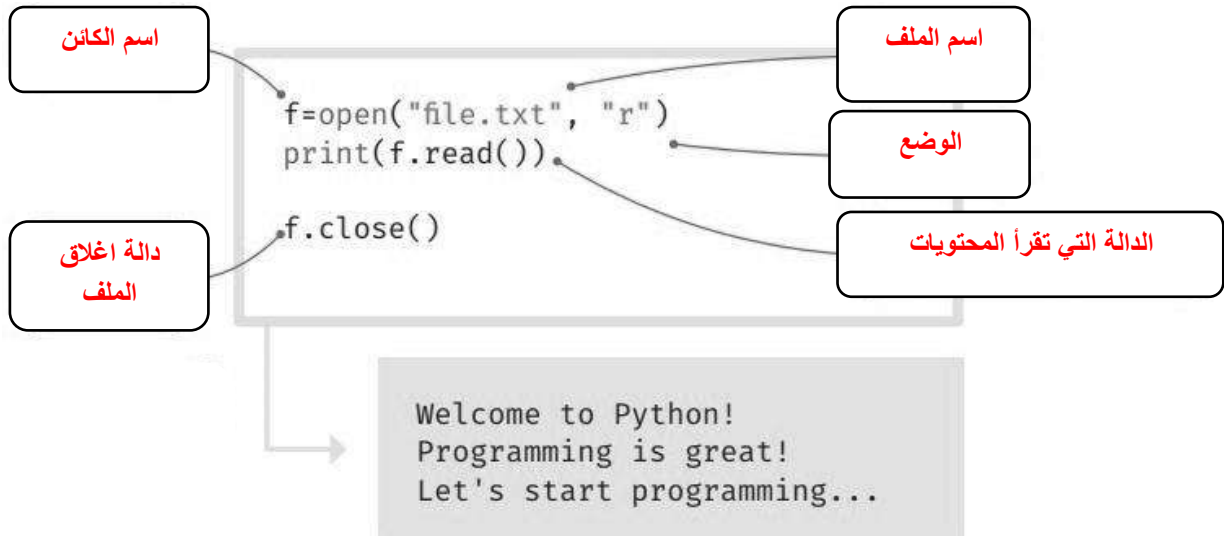 اسم الكائن
اسم الملف
f=open("file.txt", "r")
print(f.read())
الوضع
f.close()
دالة اغلاق
الملف
الدالة التي تقرأ المحتويات
Welcome to Python!
Programming is great!
Let's start programming...